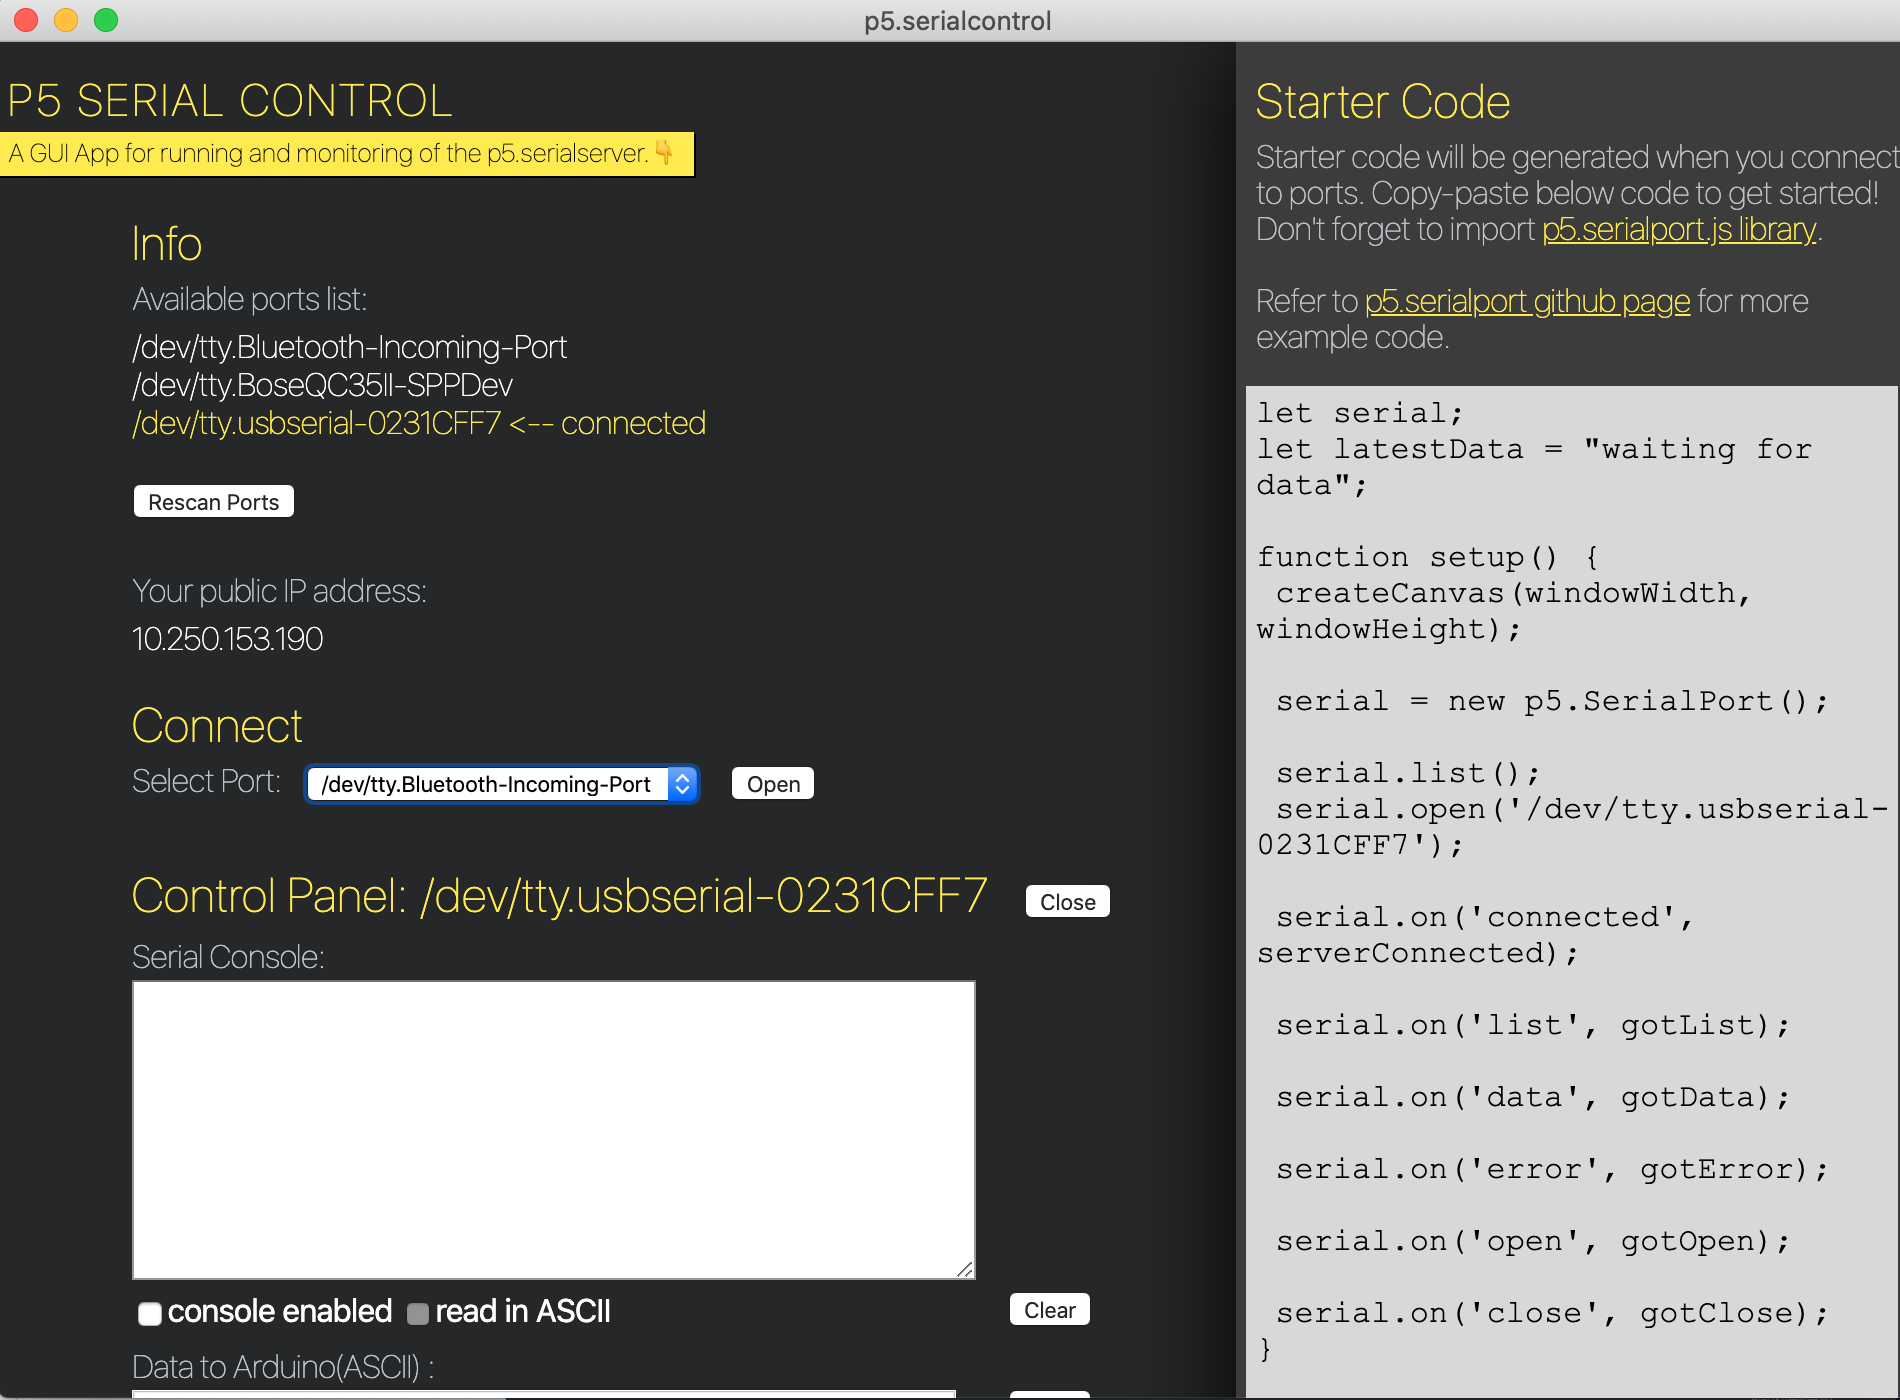 p5.serialcontrol
P5 SERIAL CONTROL
A GUI App for running and monitoring of the p5.serialserver.👇
Info
Available ports list:
/dev/tty.Bluetooth-Incoming-Port
/dev/tty.BoseQC35II-SPPDev
/dev/tty.usbserial-0231CFF7 <-- connected
Rescan Ports
Your public IP address:
10.250.153.190
Connect
Select Port: /dev/tty.Bluetooth-Incoming-Port Open
Control Panel: /dev/tty.usbserial-0231CFF7 Close
Serial Console:
console enabled read in ASCII Clear
Data to Arduino(ASCII) :
Starter Code
Starter code will be generated when you connect
to ports. Copy-paste below code to get started!
Don't forget to import p5.serialport.js library.
Refer to p5.serialport github page for more
example code.
let serial;
let latestData = "waiting for
data";
function setup() {
createCanvas(windowWidth,
windowHeight);
serial = new p5.SerialPort();
serial.list();
serial.open('/dev/tty.usbserial-
0231CFF7');
serial.on('connected',
serverConnected);
serial.on('list', gotList);
serial.on('data', gotData);
serial.on('error', gotError);
serial.on('open', gotOpen);
serial.on('close', gotClose);
}